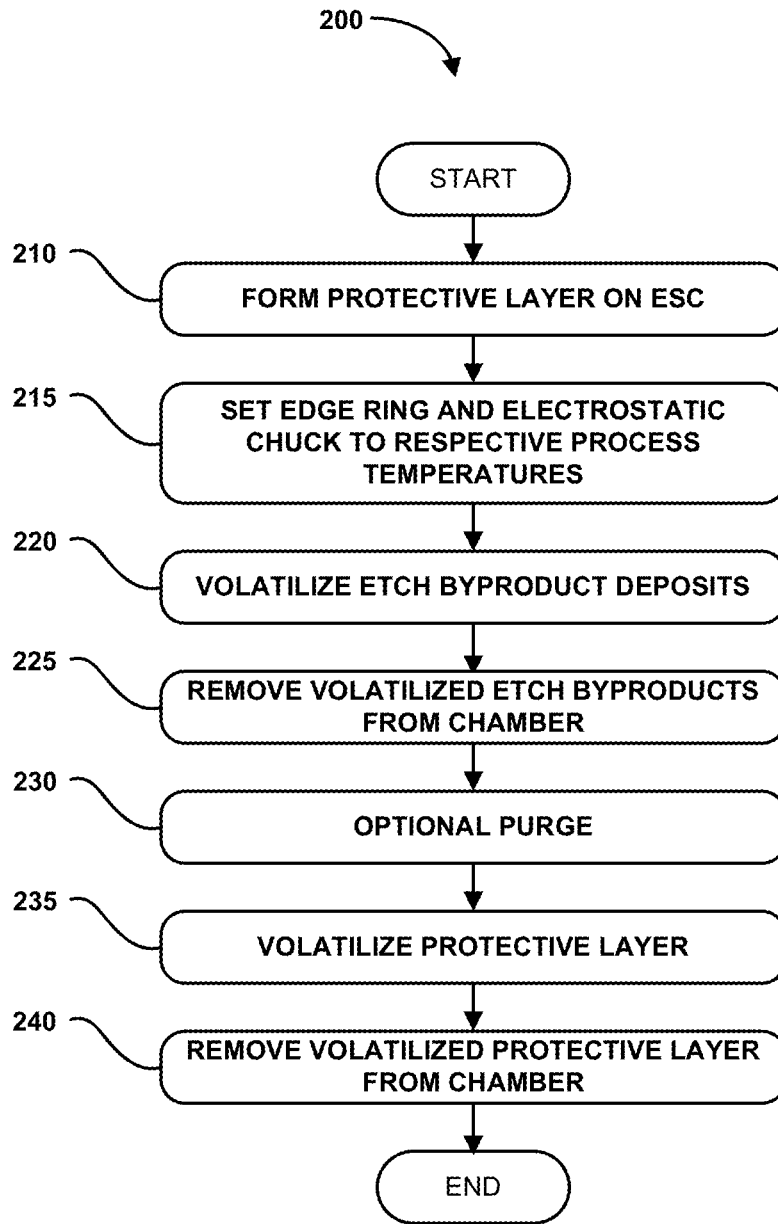 200
START
210
FORM PROTECTIVE LAYER ON ESC
215
SET EDGE RING AND ELECTROSTATIC
CHUCK TO RESPECTIVE PROCESS
TEMPERATURES
220
VOLATILIZE ETCH BYPRODUCT DEPOSITS
225
REMOVE VOLATILIZED ETCH BYPRODUCTS
FROM CHAMBER
230
OPTIONAL PURGE
235
VOLATILIZE PROTECTIVE LAYER
240
REMOVE VOLATILIZED PROTECTIVE LAYER
FROM CHAMBER
END